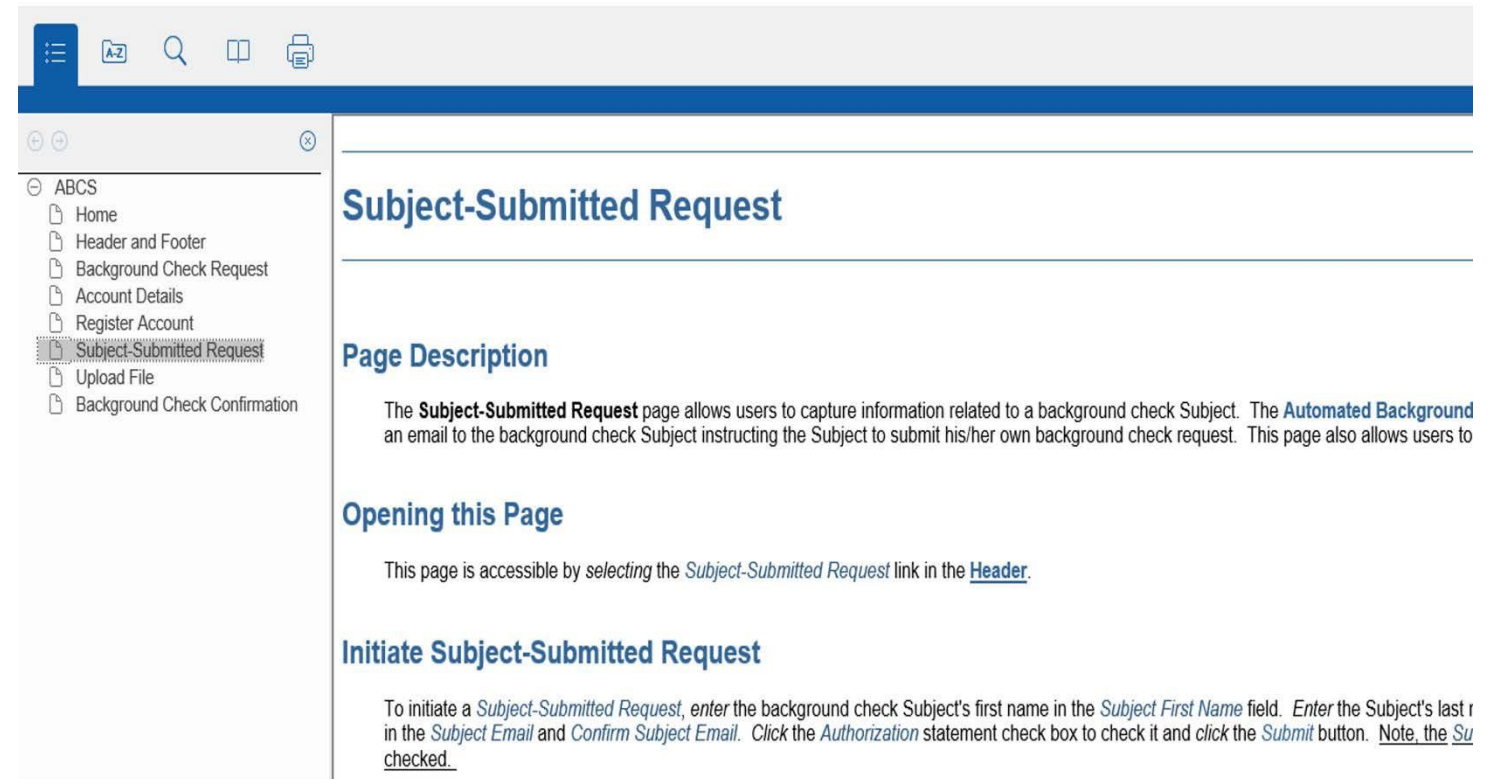 A-Z
ABCS
Home
Header and Footer
Background Check Request
Account Details
Register Account
Subject-Submitted Request
Upload File
Background Check Confirmation
Subject-Submitted Request
Page Description
The Subject-Submitted Request page allows users to capture information related to a background check Subject. The Automated Background
an email to the background check Subject instructing the Subject to submit his/her own background check request. This page also allows users to
Opening this Page
This page is accessible by selecting the Subject-Submitted Request link in the Header.
Initiate Subject-Submitted Request
To initiate a Subject-Submitted Request, enter the background check Subject's first name in the Subject First Name field. Enter the Subject's last
in the Subject Email and Confirm Subject Email. Click the Authorization statement check box to check it and click the Submit button. Note, the
checked.